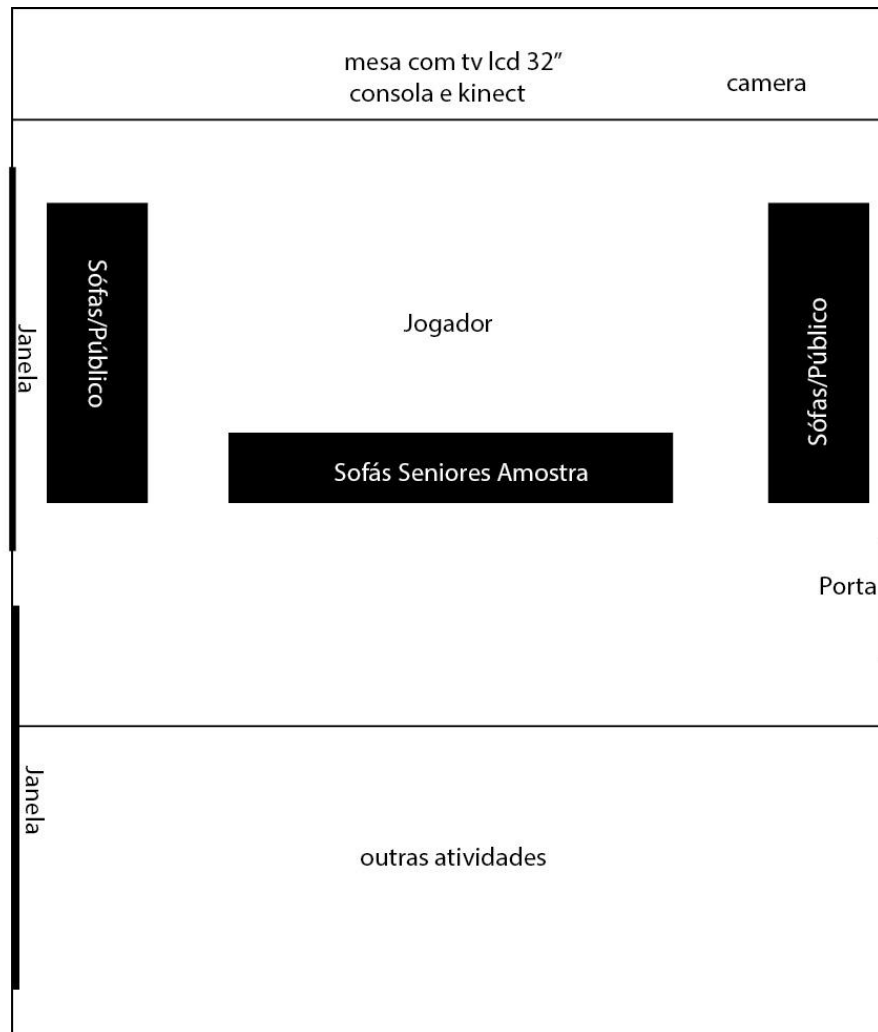 mesa com tv lcd 32”
consola e kinect
camera
Janela
Sófas/Público
Jogador
Sófas/Público
Sofás Seniores Amostra
Porta
Janela
outras atividades